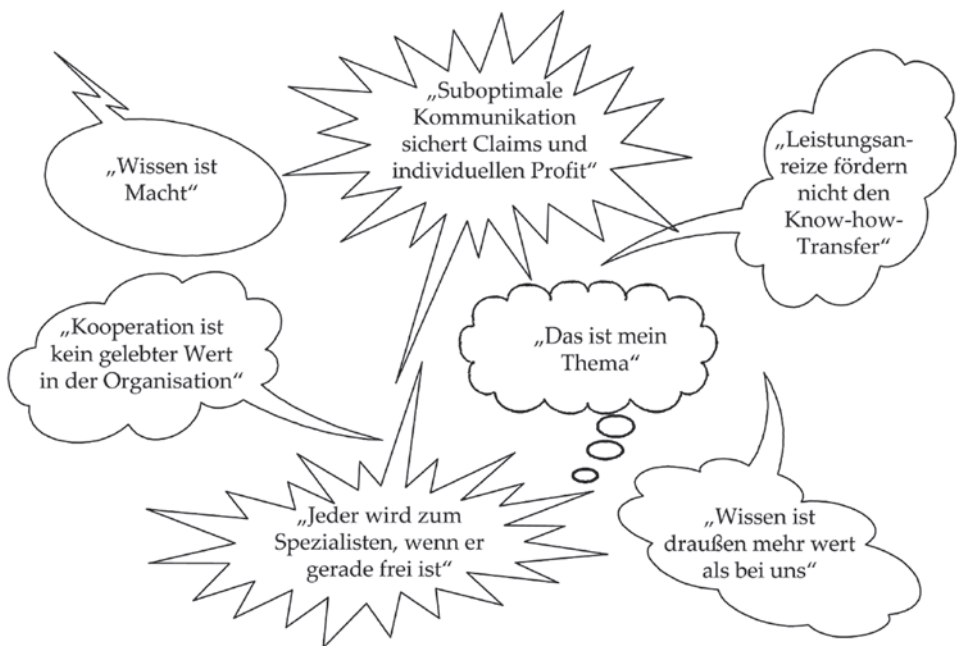 „Suboptimale
Kommunikation
sichert Claims und
individuellen Profit“
„Wissen ist
Macht“
„Leistungsan-
reize fördern
nicht den
Know-how-
Transfer“
„Kooperation ist
kein gelebter Wert
in der Organisation“
„Das ist mein
Thema“
„Jeder wird zum
Spezialisten, wenn er
gerade frei ist“
„Wissen ist
draußen mehr wert
als bei uns“